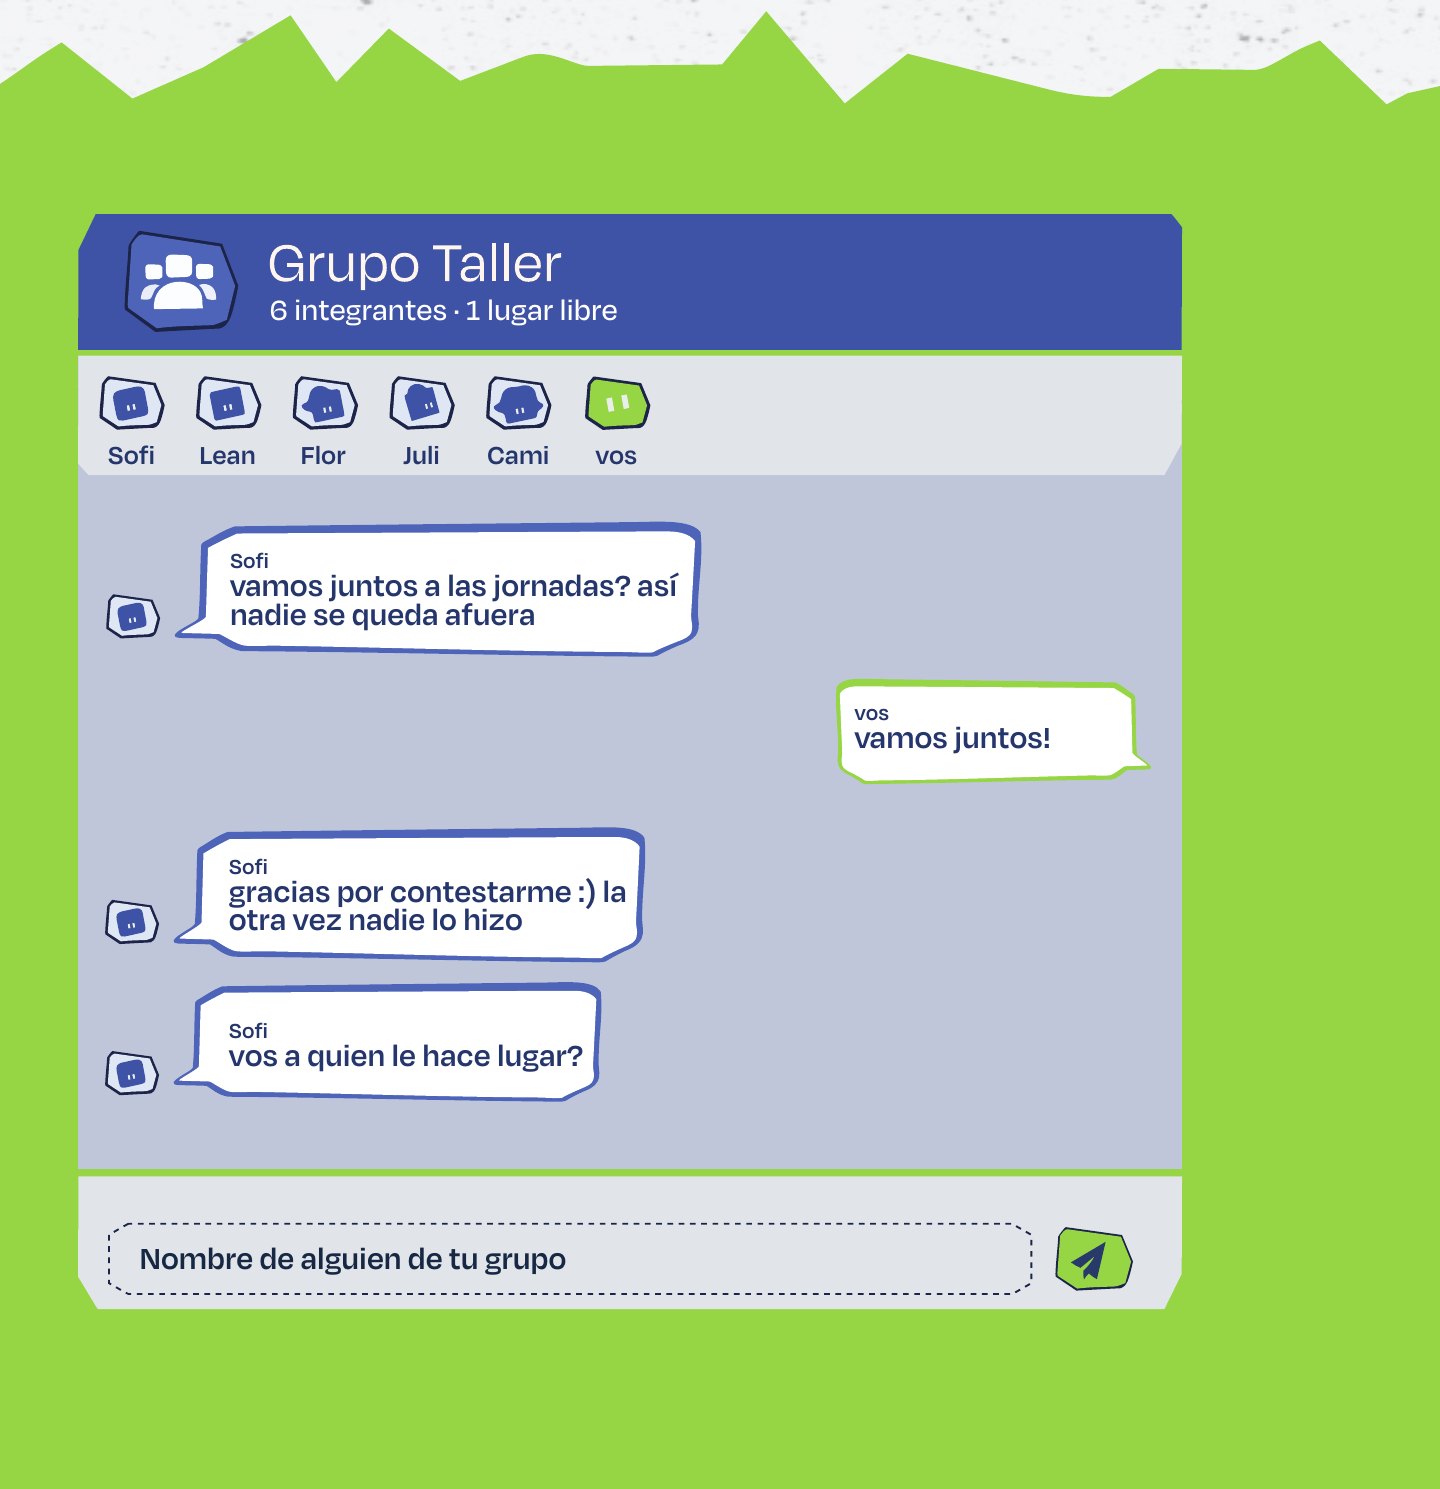 Grupo Taller
6 integrantes · 1 lugar libre
Sofi Lean Flor Juli Cami vos
Sofi
vamos juntos a las jornadas? así
nadie se queda afuera
vos
vamos juntos!
Sofi
gracias por contestarme :) la
otra vez nadie lo hizo
Sofi
vos a quien le hace lugar?
Nombre de alguien de tu grupo